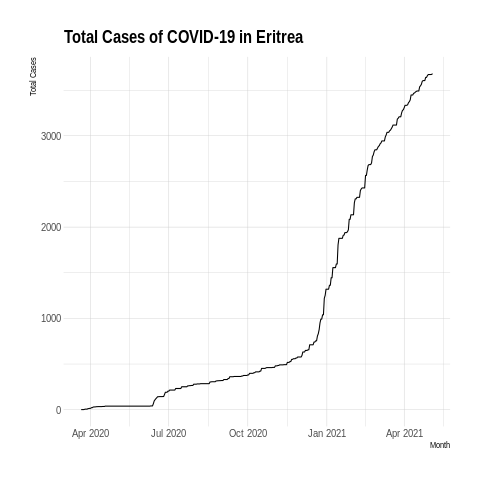 Total Cases of COVID-19 in Eritrea
Total Cases
3000
2000
1000
0
Apr 2020 Jul 2020 Oct 2020 Jan 2021 Apr 2021
Month